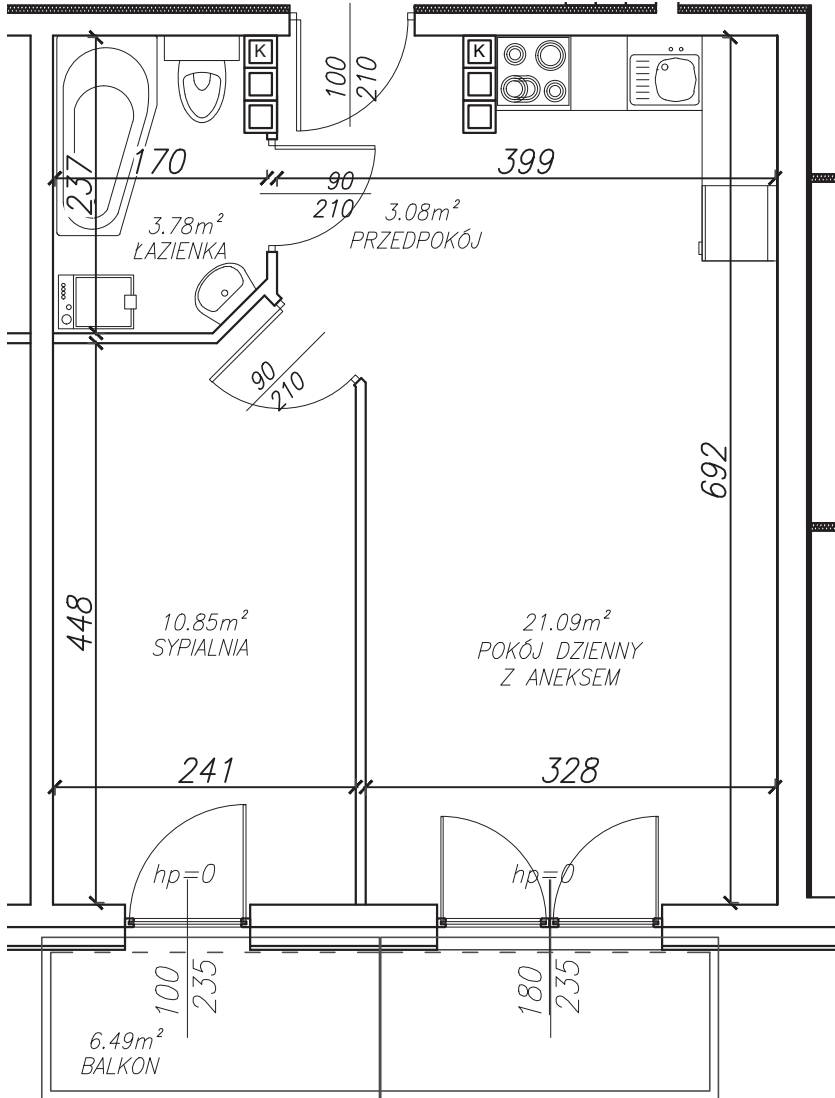 K
K
100
210
170
399
237
90
210
3.78m²
ŁAZIENKA
3.08m²
PRZEDPOKÓJ
90
210
692
448
10.85m²
SYPIALNIA
21.09m²
POKÓJ DZIENNY
Z ANEKSEM
241
328
hp=0
hp=0
100
235
180
235
6.49m²
BALKON